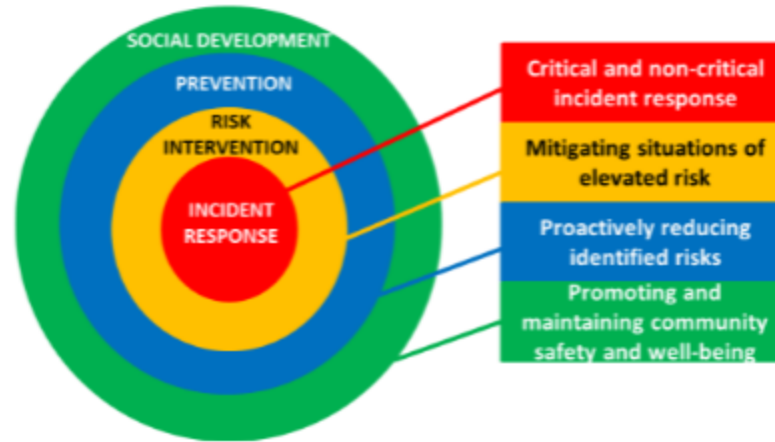 SOCIAL DEVELOPMENT
PREVENTION
RISK
INTERVENTION
INCIDENT
RESPONSE
Critical and non-critical
incident response
Mitigating situations of
elevated risk
Proactively reducing
identified risks
Promoting and
maintaining community
safety and well-being